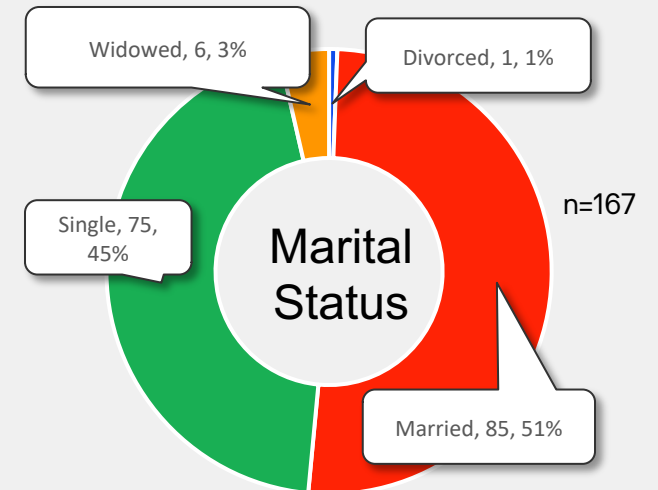 Widowed, 6, 3%
Divorced, 1, 1%
n=167
Single, 75,
45%
Marital
Status
Married, 85, 51%